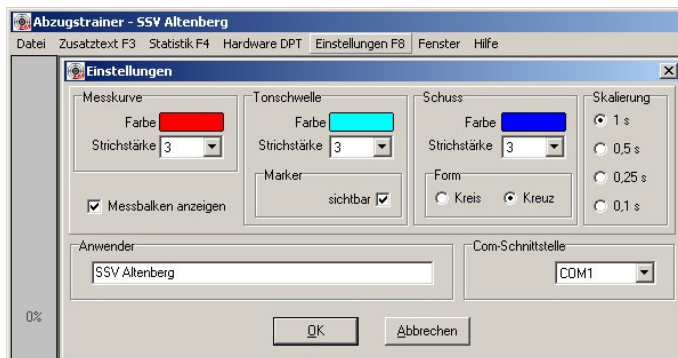 Abzugstrainer - SSV Altenberg
Datei Zusatztext F3 Statistik F4 Hardware DPT Einstellungen F8 Fenster Hilfe
Einstellungen
Messkurve
Farbe
Strichstärke 3
Messbalken anzeigen
Tonschwelle
Farbe
Strichstärke 3
Marker
sichtbar
Schuss
Farbe
Strichstärke 3
Form
Kreis Kreuz
Skalierung
1 s
0,5 s
0,25 s
0,1 s
Anwender
SSV Altenberg
Com-Schnittstelle
COM1
0%
OK Abbrechen